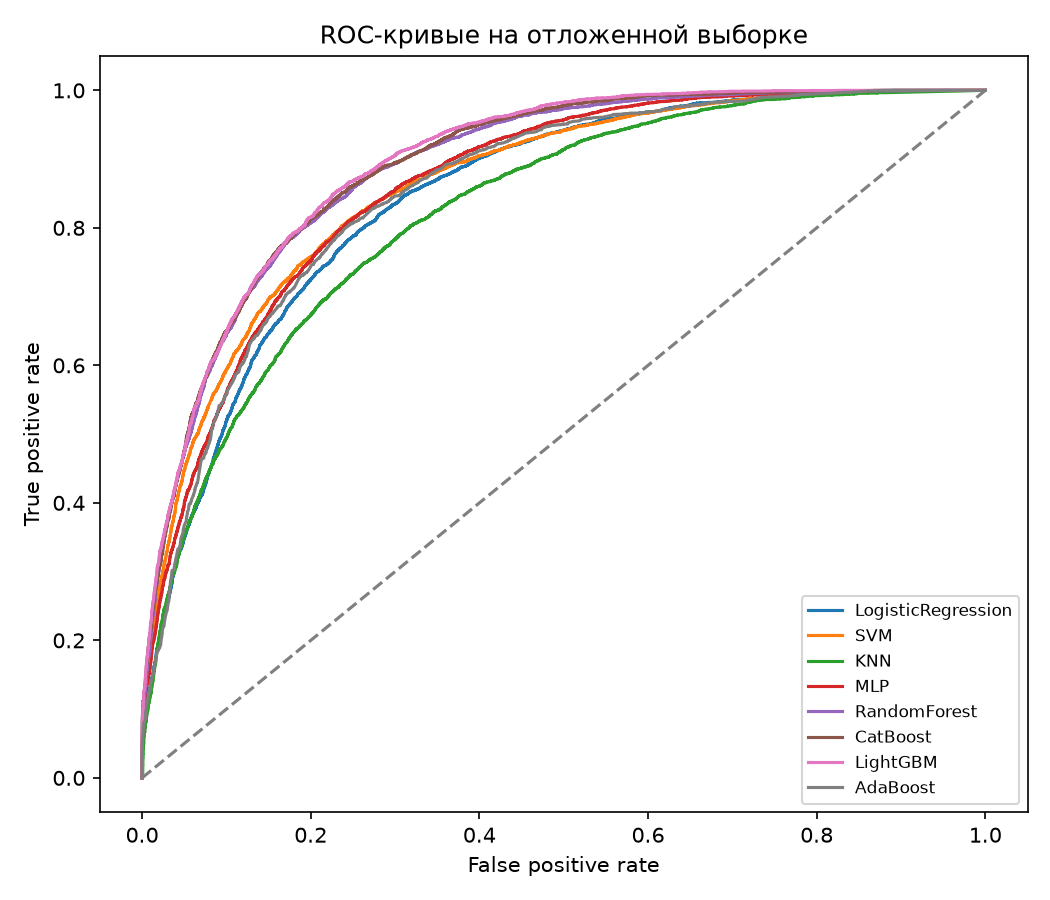 ROC-кривые на отложенной выборке
True positive rate
1.0
0.8
0.6
0.4
0.2
0.0
0.0 0.2 0.4 0.6 0.8 1.0
False positive rate
LogisticRegression
SVM
KNN
MLP
RandomForest
CatBoost
LightGBM
AdaBoost